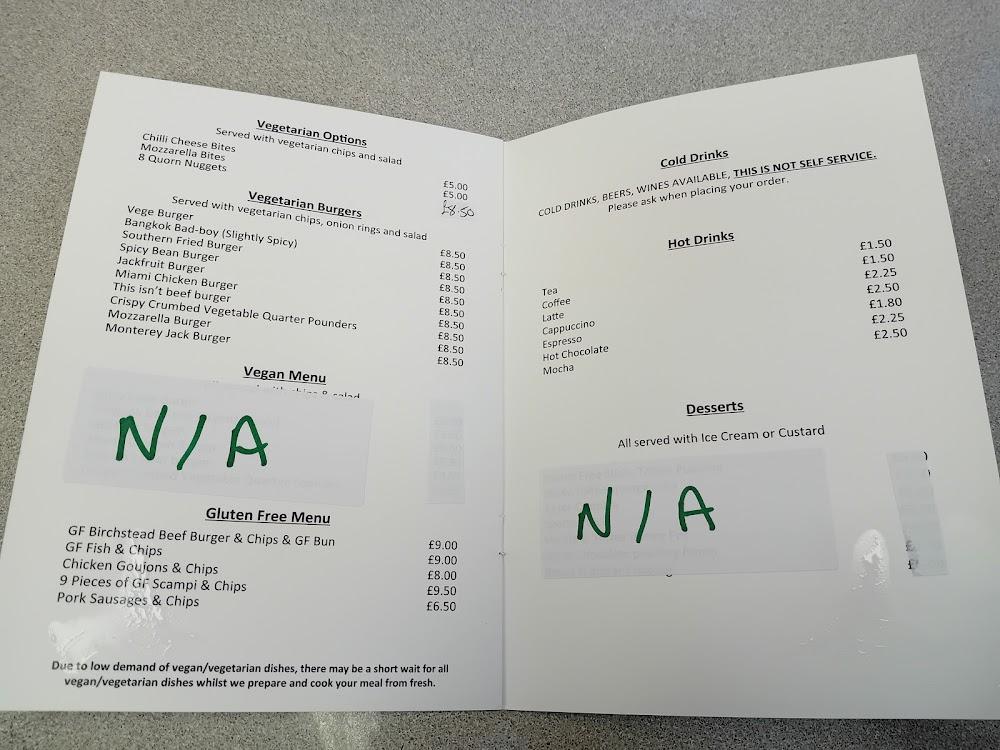 Vegetarian Options
Served with vegetarian chips and salad
Chilli Cheese Bites £5.00
Mozzarella Bites £5.00
8 Quorn Nuggets £8.50
Vegetarian Burgers
Served with vegetarian chips, onion rings and salad
Vege Burger £8.50
Bangkok Bad-boy (Slightly Spicy) £8.50
Southern Fried Burger £8.50
Spicy Bean Burger £8.50
Jackfruit Burger £8.50
Miami Chicken Burger £8.50
This isn't beef burger £8.50
Crispy Crumbed Vegetable Quarter Pounders £8.50
Mozzarella Burger £8.50
Monterey Jack Burger £8.50
Vegan Menu
N/A
Gluten Free Menu
GF Birchstead Beef Burger & Chips & GF Bun £9.00
GF Fish & Chips £9.00
Chicken Goujons & Chips £8.00
9 Pieces of GF Scampi & Chips £9.50
Pork Sausages & Chips £6.50
Due to low demand of vegan/vegetarian dishes, there may be a short wait for all
vegan/vegetarian dishes whilst we prepare and cook your meal from fresh.
Cold Drinks
COLD DRINKS, BEERS, WINES AVAILABLE, THIS IS NOT SELF SERVICE.
Please ask when placing your order.
Hot Drinks
Tea £1.50
Coffee £1.50
Latte £2.25
Cappuccino £2.50
Espresso £1.80
Hot Chocolate £2.25
Mocha £2.50
Desserts
All served with Ice Cream or Custard
N/A